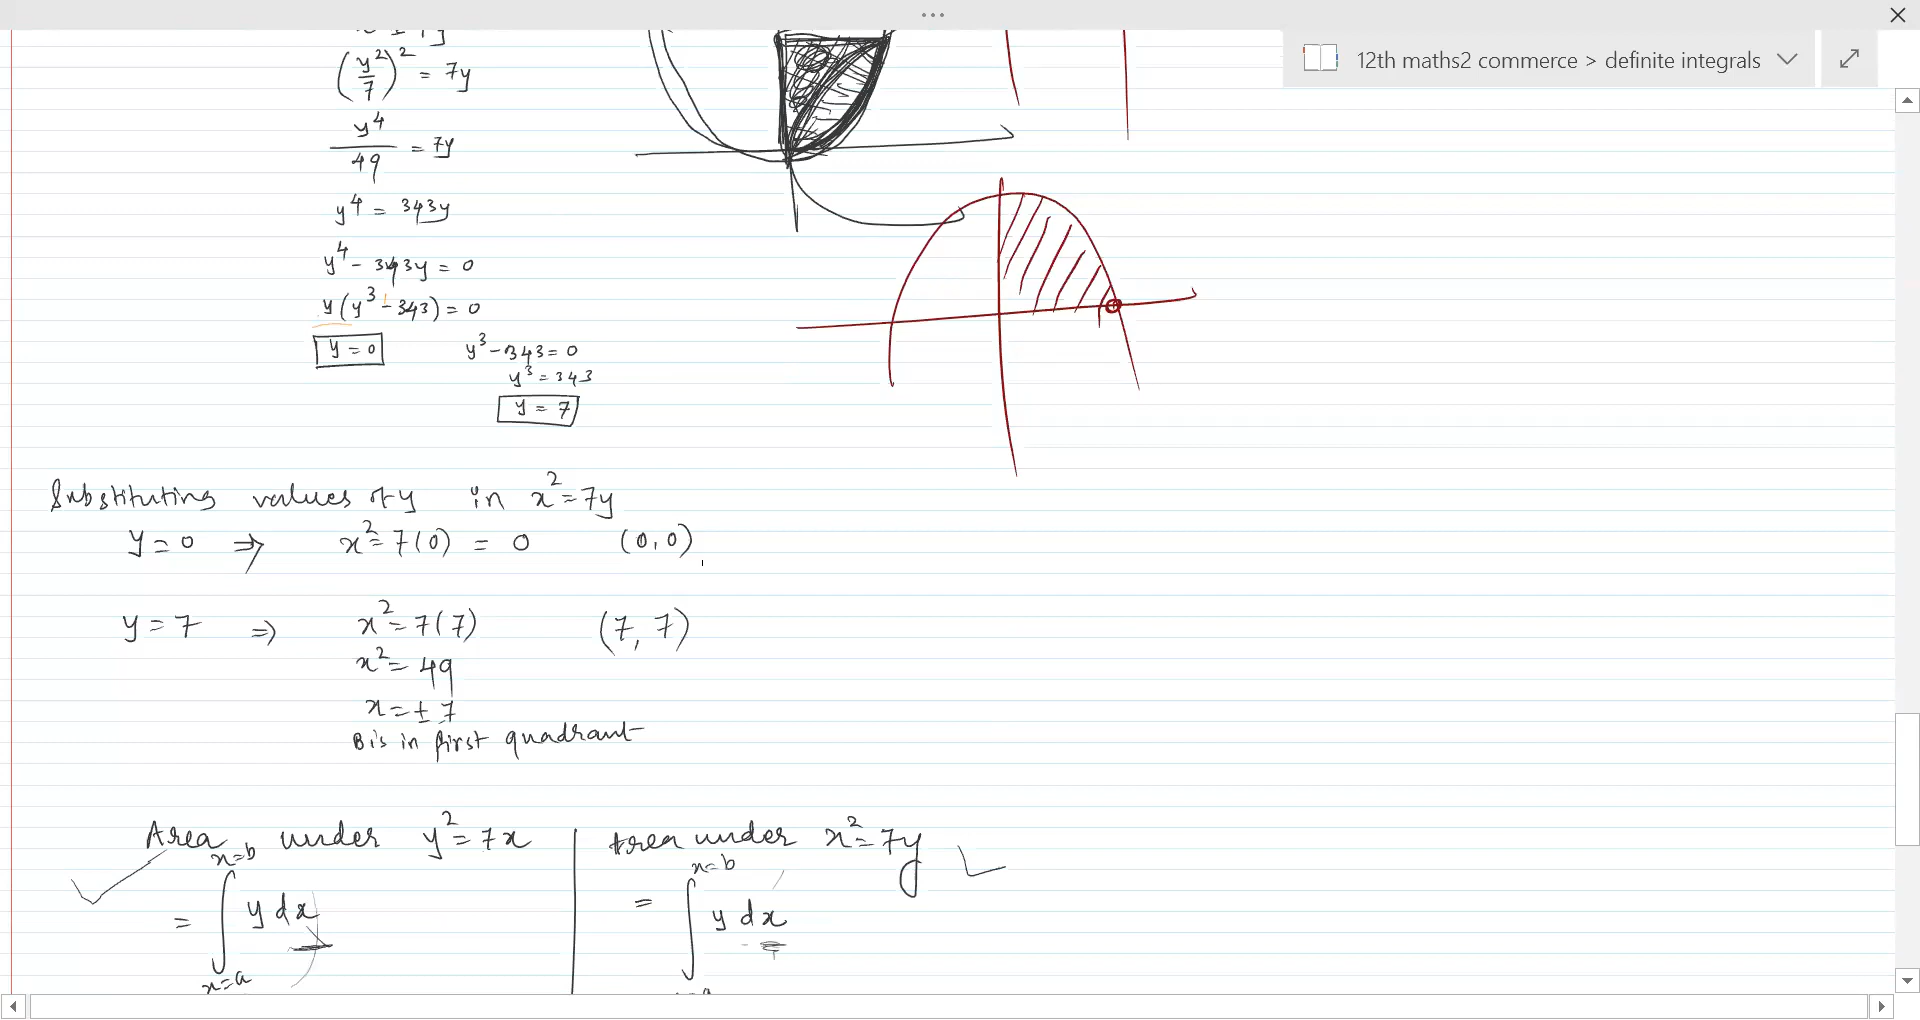 12th maths2 commerce > definite integrals
(y²/7)² = 7y
y⁴/49 = 7y
y⁴ = 343y
y⁴ - 343y = 0
y(y³ - 343) = 0
y = 0
y³ - 343 = 0
y³ = 343
y = 7
Substituting values of y in x² = 7y
y = 0 ⇒ x² = 7(0) = 0 (0,0)
y = 7 ⇒ x² = 7(7) (7, 7)
x² = 49
x = ± 7
B is in first quadrant
Area under y² = 7x
x=b
= ∫ y dx
x=a
Area under x² = 7y
x=b
= ∫ y dx